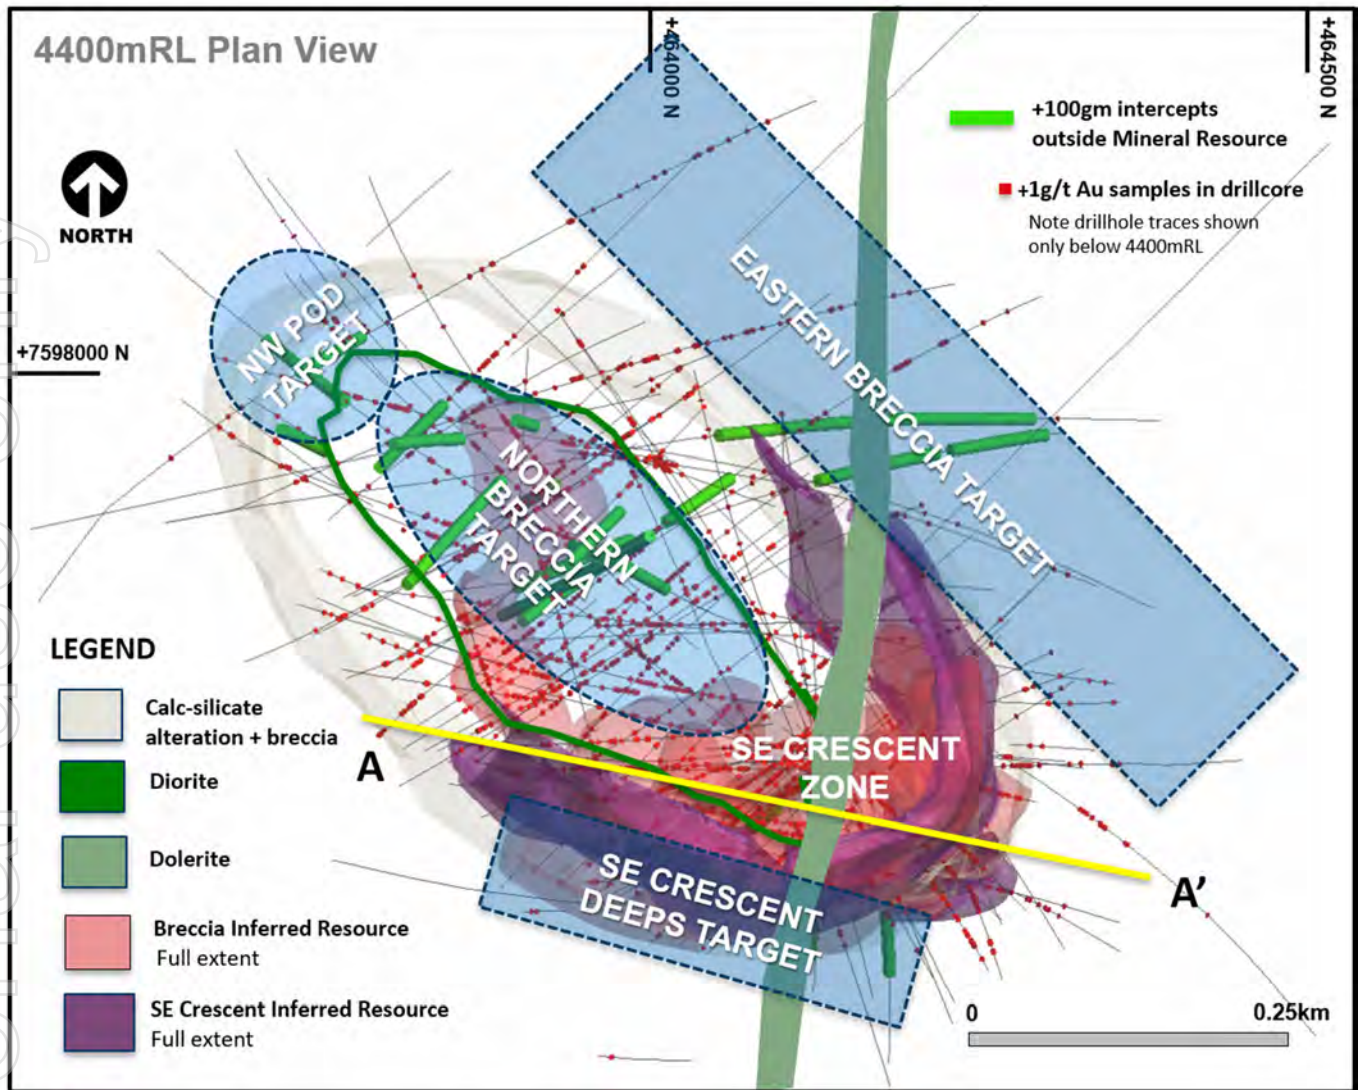 4400mRL Plan View
+464000 N
+464500 N
+100gm intercepts
outside Mineral Resource
+1g/t Au samples in drillcore
Note drillhole traces shown
only below 4400mRL
NORTH
+7598000 N
NW POD
TARGET
EASTERN BRECCIA TARGET
NORTHERN
BRECCIA
TARGET
SE CRESCENT
ZONE
A
A’
SE CRESCENT
DEEPS TARGET
LEGEND
Calc-silicate
alteration + breccia
Diorite
Dolerite
Breccia Inferred Resource
Full extent
SE Crescent Inferred Resource
Full extent
0
0.25km